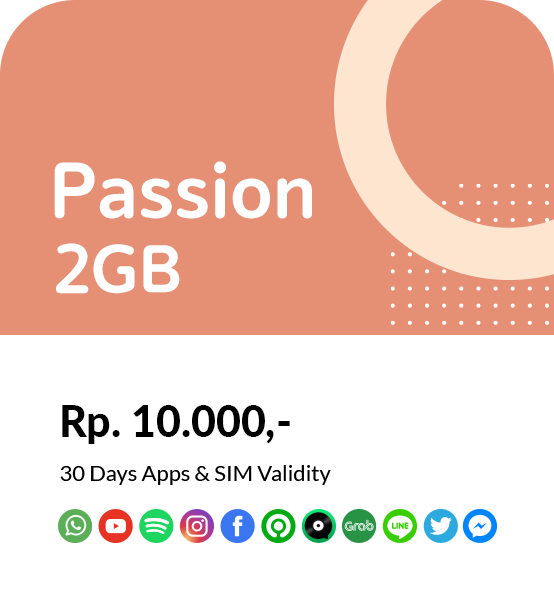 Passion
2GB
Rp. 10.000,-
30 Days Apps & SIM Validity
Grab
LINE